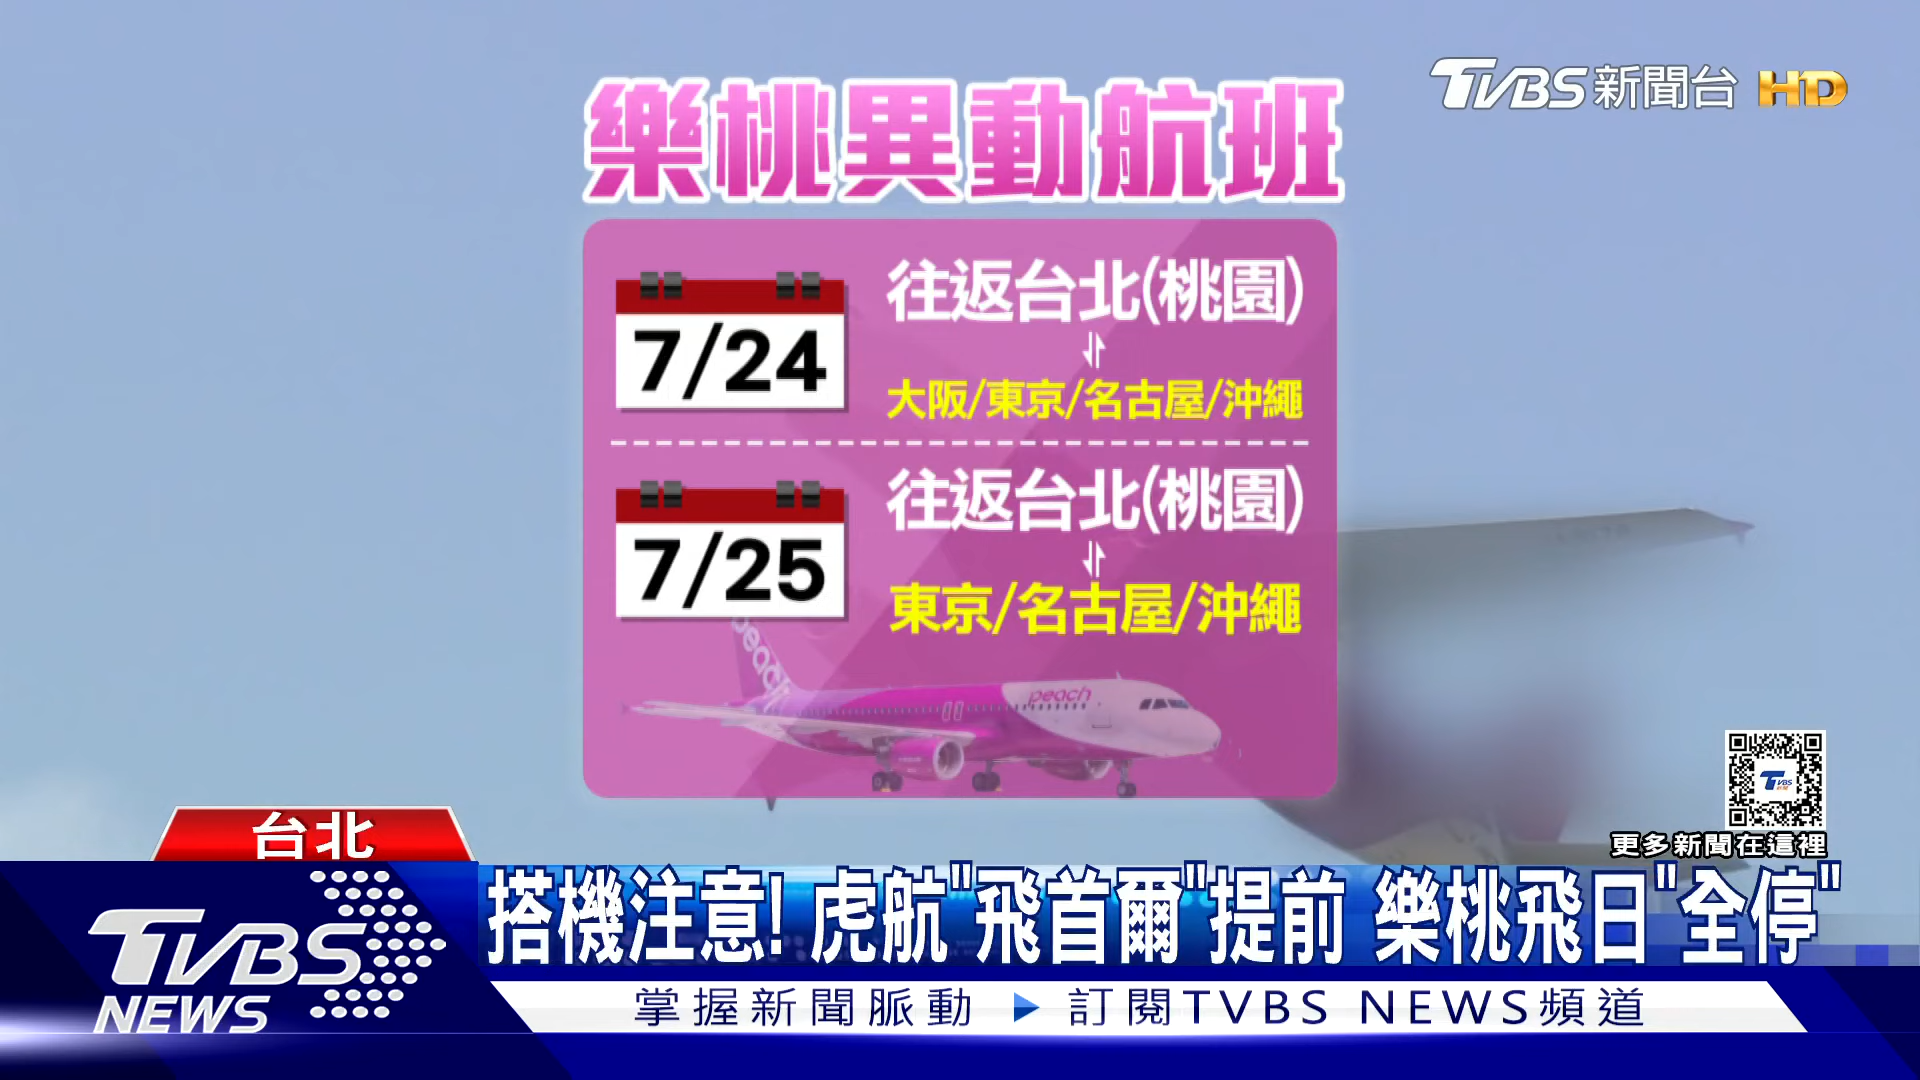 TVBS新聞台 HD
樂桃異動航班
7/24
往返台北(桃園)
⇌
大阪/東京/名古屋/沖繩
7/25
往返台北(桃園)
⇌
東京/名古屋/沖繩
peach
peach
TVBS
更多新聞在這裡
台北
搭機注意! 虎航"飛首爾"提前 樂桃飛日"全停"
TVBS
NEWS
掌握新聞脈動 ▶ 訂閱TVBS NEWS頻道